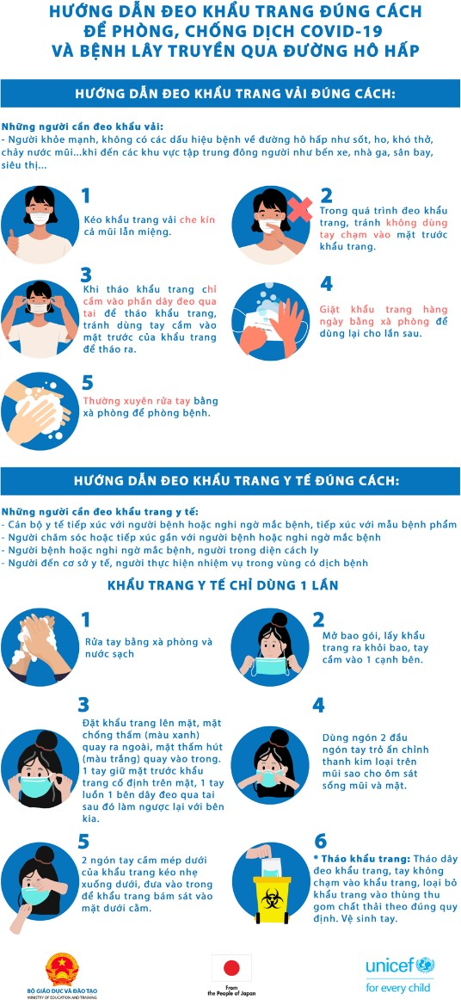 HƯỚNG DẪN ĐEO KHẨU TRANG ĐÚNG CÁCH
ĐỂ PHÒNG, CHỐNG DỊCH COVID-19
VÀ BỆNH LÂY TRUYỀN QUA ĐƯỜNG HÔ HẤP
HƯỚNG DẪN ĐEO KHẨU TRANG VẢI ĐÚNG CÁCH:
Những người cần đeo khẩu vải:
- Người khỏe mạnh, không có các dấu hiệu bệnh về đường hô hấp như sốt, ho, khó thở,
chảy nước mũi...khi đến các khu vực tập trung đông người như bến xe, nhà ga, sân bay,
siêu thị...
1
Kéo khẩu trang vải che kín
cả mũi lẫn miệng.
2
Trong quá trình đeo khẩu
trang, tránh không dùng
tay chạm vào mặt trước
khẩu trang.
3
Khi tháo khẩu trang chỉ
cầm vào phần dây đeo qua
tai để tháo khẩu trang,
tránh dùng tay cầm vào
mặt trước của khẩu trang
để tháo ra.
4
Giặt khẩu trang hàng
ngày bằng xà phòng để
dùng lại cho lần sau.
5
Thường xuyên rửa tay bằng
xà phòng để phòng bệnh.
HƯỚNG DẪN ĐEO KHẨU TRANG Y TẾ ĐÚNG CÁCH:
Những người cần đeo khẩu trang y tế:
- Cán bộ y tế tiếp xúc với người bệnh hoặc nghi ngờ mắc bệnh, tiếp xúc với mẫu bệnh phẩm
- Người chăm sóc hoặc tiếp xúc gần với người bệnh hoặc nghi ngờ mắc bệnh
- Người bệnh hoặc nghi ngờ mắc bệnh, người trong diện cách ly
- Người đến cơ sở y tế, người thực hiện nhiệm vụ trong vùng có dịch bệnh
KHẨU TRANG Y TẾ CHỈ DÙNG 1 LẦN
1
Rửa tay bằng xà phòng và
nước sạch
2
Mở bao gói, lấy khẩu
trang ra khỏi bao, tay
cầm vào 1 cạnh bên.
3
Đặt khẩu trang lên mặt, mặt
chống thấm (màu xanh)
quay ra ngoài, mặt thấm hút
(màu trắng) quay vào trong.
1 tay giữ mặt trước khẩu
trang cố định trên mặt, 1 tay
luồn 1 bên dây đeo qua tai
sau đó làm ngược lại với bên
kia.
4
Dùng ngón 2 đầu
ngón tay trỏ ấn chỉnh
thanh kim loại trên
mũi sao cho ôm sát
sống mũi và mặt.
5
2 ngón tay cầm mép dưới
của khẩu trang kéo nhẹ
xuống dưới, đưa vào trong
để khẩu trang bám sát vào
mặt dưới cằm.
6
* Tháo khẩu trang: Tháo dây
đeo khẩu trang, tay không
chạm vào khẩu trang, loại bỏ
khẩu trang vào thùng thu
gom chất thải theo đúng quy
định. Vệ sinh tay.
BỘ GIÁO DỤC VÀ ĐÀO TẠO
MINISTRY OF EDUCATION AND TRAINING
From
the People of Japan
unicef
for every child